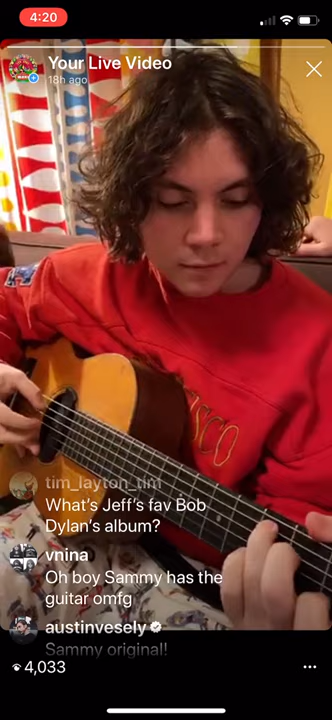 4:20
Your Live Video
18h ago
SCO
tim_layton_tim
What's Jeff's fav Bob
Dylan's album?
vnina
Oh boy Sammy has the
guitar omfg
austinvesely
Sammy original!
4,033